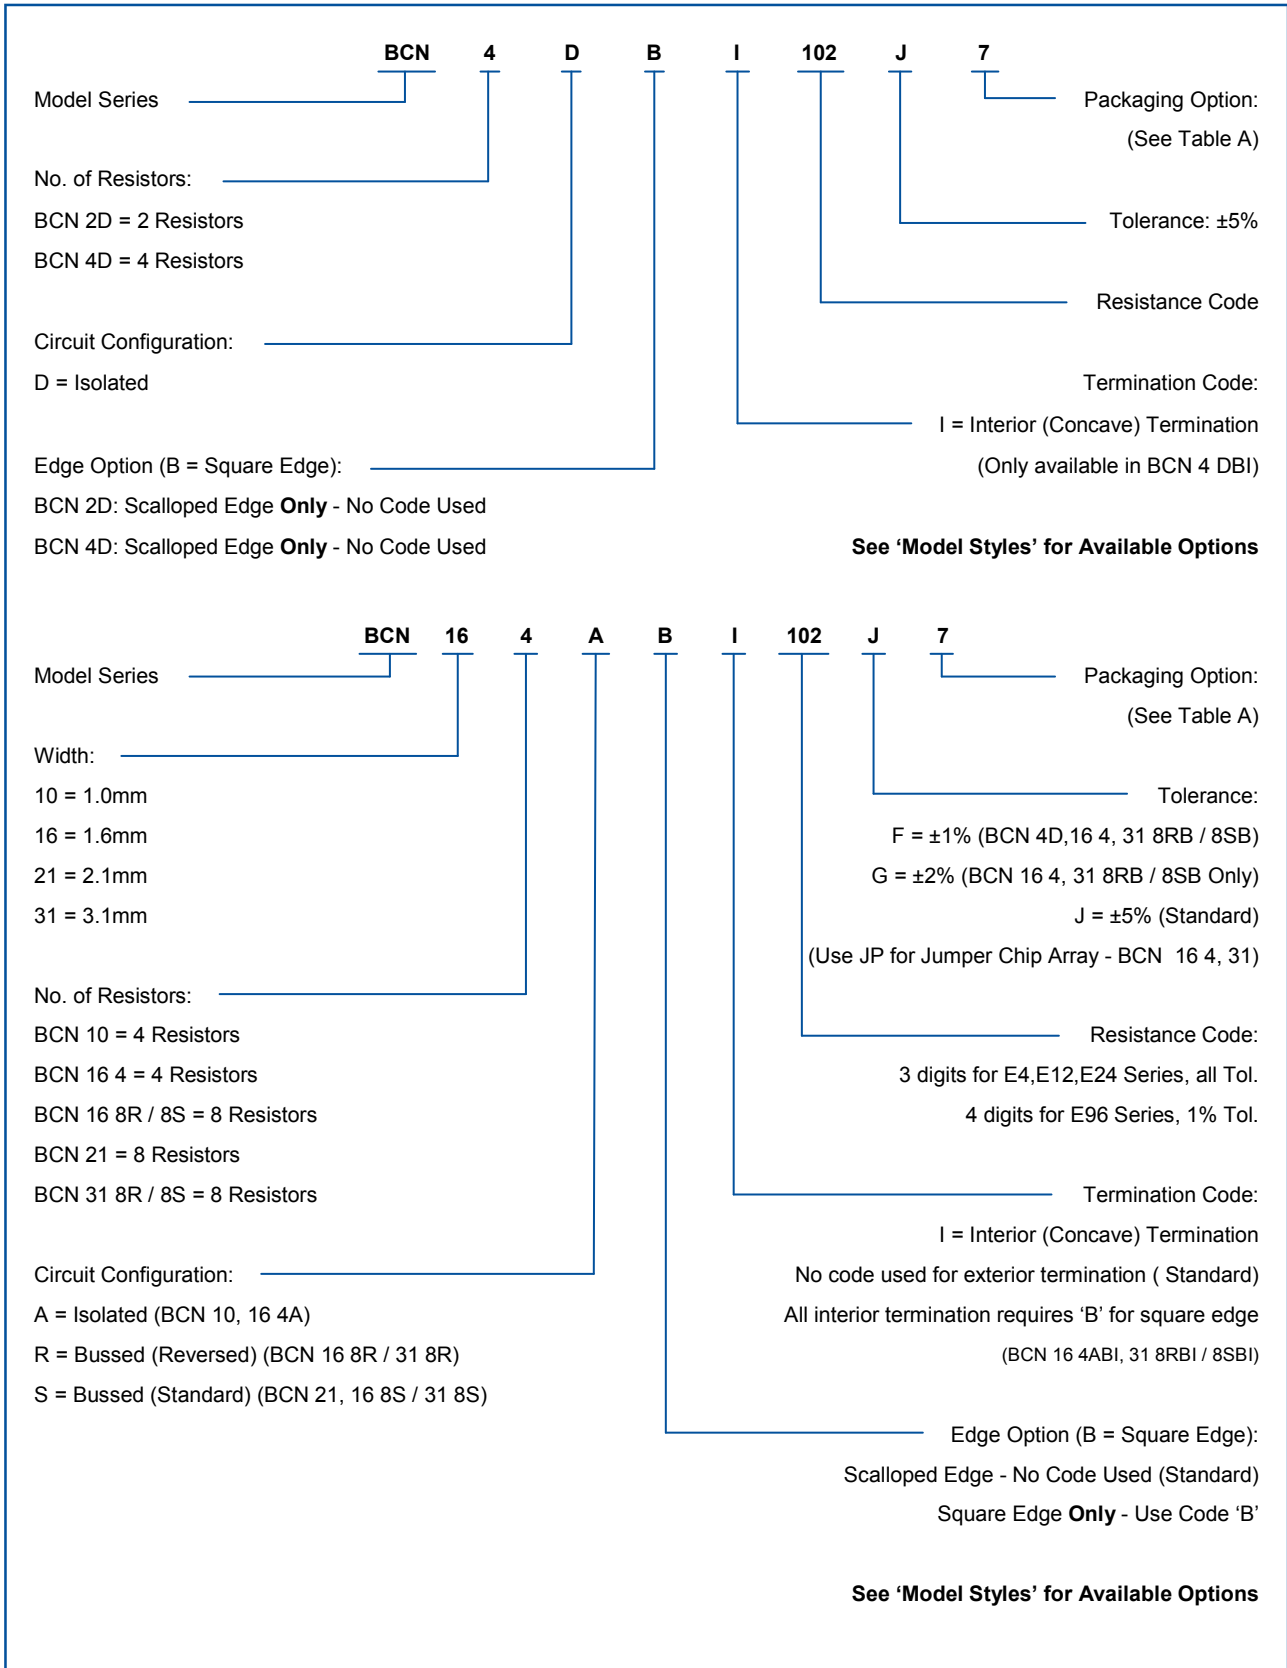 BCN 4 D B I 102 J 7
Model Series
Packaging Option:
(See Table A)
No. of Resistors:
BCN 2D = 2 Resistors
BCN 4D = 4 Resistors
Tolerance: ±5%
Resistance Code
Circuit Configuration:
D = Isolated
Termination Code:
I = Interior (Concave) Termination
(Only available in BCN 4 DBI)
Edge Option (B = Square Edge):
BCN 2D: Scalloped Edge Only - No Code Used
BCN 4D: Scalloped Edge Only - No Code Used
See ‘Model Styles’ for Available Options
BCN 16 4 A B I 102 J 7
Model Series
Packaging Option:
(See Table A)
Width:
10 = 1.0mm
16 = 1.6mm
21 = 2.1mm
31 = 3.1mm
Tolerance:
F = ±1% (BCN 4D,16 4, 31 8RB / 8SB)
G = ±2% (BCN 16 4, 31 8RB / 8SB Only)
J = ±5% (Standard)
(Use JP for Jumper Chip Array - BCN  16 4, 31)
No. of Resistors:
BCN 10 = 4 Resistors
BCN 16 4 = 4 Resistors
BCN 16 8R / 8S = 8 Resistors
BCN 21 = 8 Resistors
BCN 31 8R / 8S = 8 Resistors
Resistance Code:
3 digits for E4,E12,E24 Series, all Tol.
4 digits for E96 Series, 1% Tol.
Termination Code:
I = Interior (Concave) Termination
No code used for exterior termination ( Standard)
All interior termination requires ‘B’ for square edge
(BCN 16 4ABI, 31 8RBI / 8SBI)
Circuit Configuration:
A = Isolated (BCN 10, 16 4A)
R = Bussed (Reversed) (BCN 16 8R / 31 8R)
S = Bussed (Standard) (BCN 21, 16 8S / 31 8S)
Edge Option (B = Square Edge):
Scalloped Edge - No Code Used (Standard)
Square Edge Only - Use Code ‘B’
See ‘Model Styles’ for Available Options